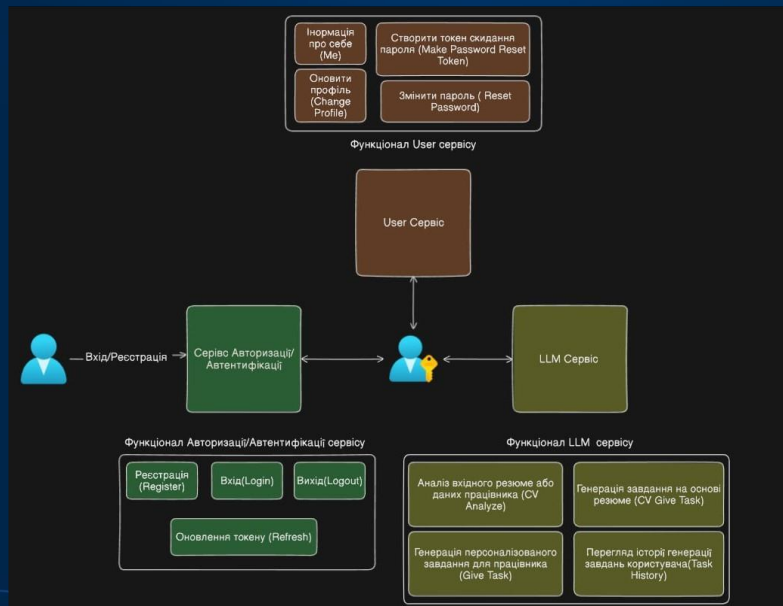 Інормація
про себе
(Me)
Створити токен скидання
пароля (Make Password Reset
Token)
Оновити
профіль
(Change
Profile)
Змінити пароль ( Reset
Password)
Функціонал User сервісу
User Сервіс
Вхід/Реєстрація
Серівс Авторизації/
Автентифікації
LLM Сервіс
Функціонал Авторизації/Автентифікації сервісу
Реєстрація
(Register)
Вхід(Login)
Вихід(Logout)
Оновлення токену (Refresh)
Функціонал LLM сервісу
Аналіз вхідного резюме або
даних працівника (CV
Analyze)
Генерація завдання на основі
резюме (CV Give Task)
Генерація персоналізованого
завдання для працівника
(Give Task)
Перегляд історії генерації
завдань користувача(Task
History)